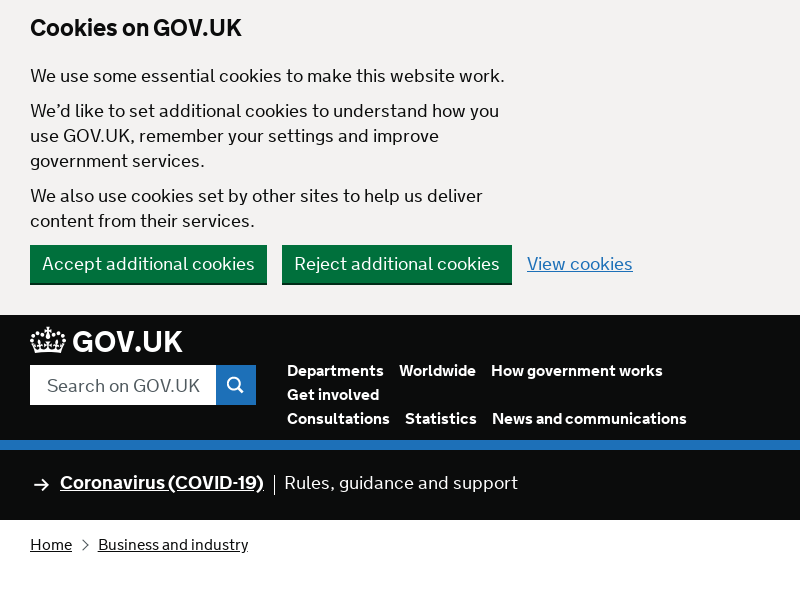 Cookies on GOV.UK
We use some essential cookies to make this website work.
We’d like to set additional cookies to understand how you
use GOV.UK, remember your settings and improve
government services.
We also use cookies set by other sites to help us deliver
content from their services.
Accept additional cookies Reject additional cookies View cookies
GOV.UK
Search on GOV.UK
Departments Worldwide How government works
Get involved
Consultations Statistics News and communications
Coronavirus (COVID-19) Rules, guidance and support
Home Business and industry